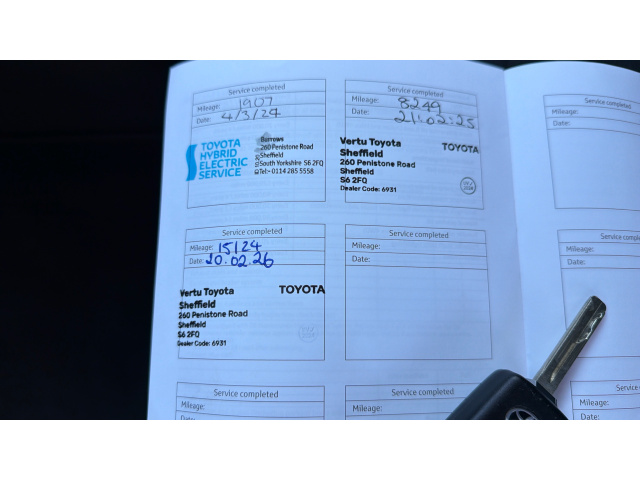 Service completed
Mileage: 1907
Date: 4/3/24
TOYOTA
HYBRID
ELECTRIC
SERVICE
Burrows
260 Penistone Road
Sheffield
South Yorkshire S6 2FQ
Tel:- 0114 285 5558
Service completed
Mileage: 8249
Date: 21.02.25
Vertu Toyota
Sheffield
260 Penistone Road
Sheffield
S6 2FQ
Dealer Code: 6931
TOYOTA
Service completed
Mileage:
Date:
Service completed
Mileage: 15124
Date: 20.02.26
Vertu Toyota
Sheffield
260 Penistone Road
Sheffield
S6 2FQ
Dealer Code: 6931
TOYOTA
Service completed
Mileage:
Date:
Service comple
Mileage:
Date:
Service completed
Mileage:
Service completed
Mileage:
Date:
Service c
Mileage:
Date: